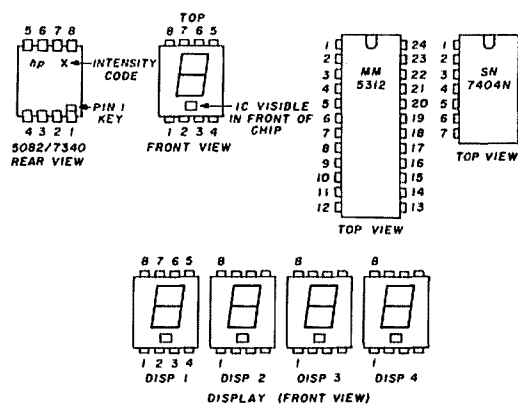 5 6 7 8
hp X INTENSITY CODE
PIN 1 KEY
4 3 2 1
5082/7340
REAR VIEW
TOP
8 7 6 5
IC VISIBLE IN FRONT OF CHIP
1 2 3 4
FRONT VIEW
MM
5312
1 24
2 23
3 22
4 21
5 20
6 19
7 18
8 17
9 16
10 15
11 14
12 13
TOP VIEW
SN
7404N
1
2
3
4
5
6
7
TOP VIEW
8 7 6 5
1 2 3 4
DISP 1
8
1
DISP 2
8
1
DISP 3
8
1
DISP 4
DISPLAY (FRONT VIEW)